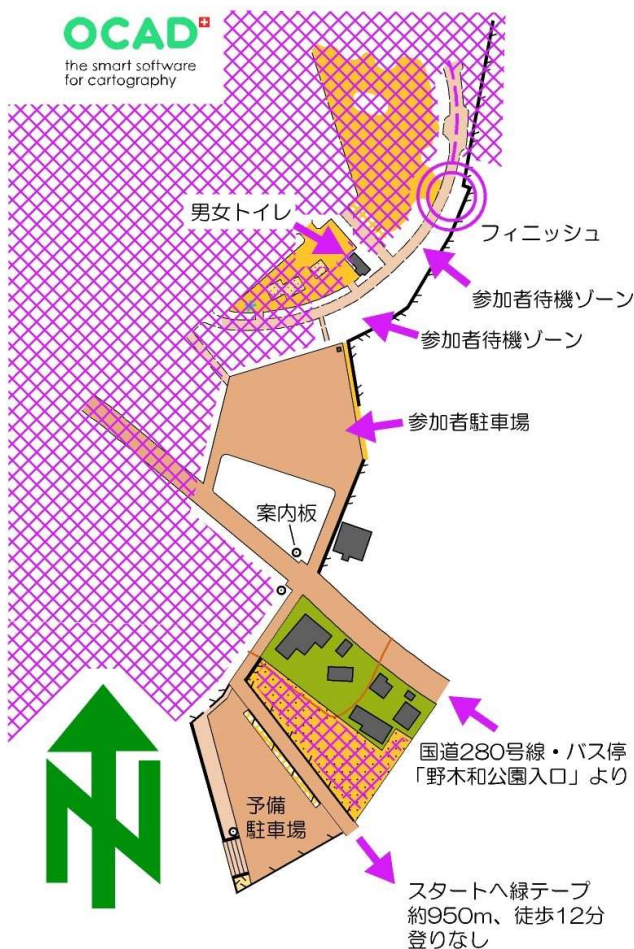 OCAD
the smart software
for cartography
男女トイレ
フィニッシュ
参加者待機ゾーン
参加者待機ゾーン
参加者駐車場
案内板
国道280号線・バス停
「野木和公園入口」より
予備
駐車場
スタートへ緑テープ
約950m、徒歩12分
登りなし
N